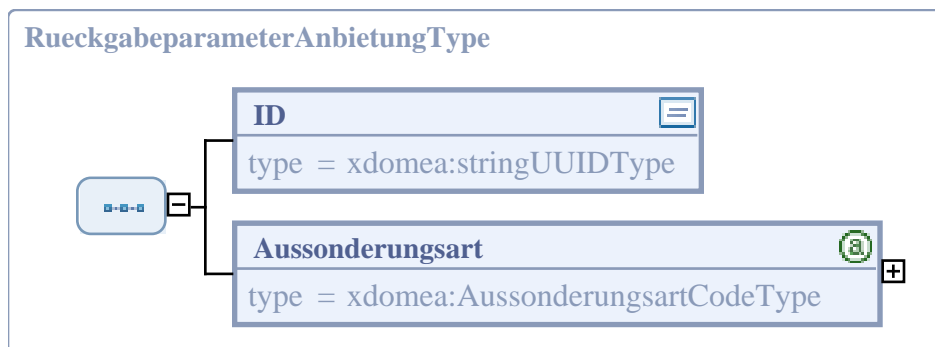 RueckgabeparameterAnbietungType
ID
type = xdomea:stringUUIDType
Aussonderungsart
a
type = xdomea:AussonderungsartCodeType